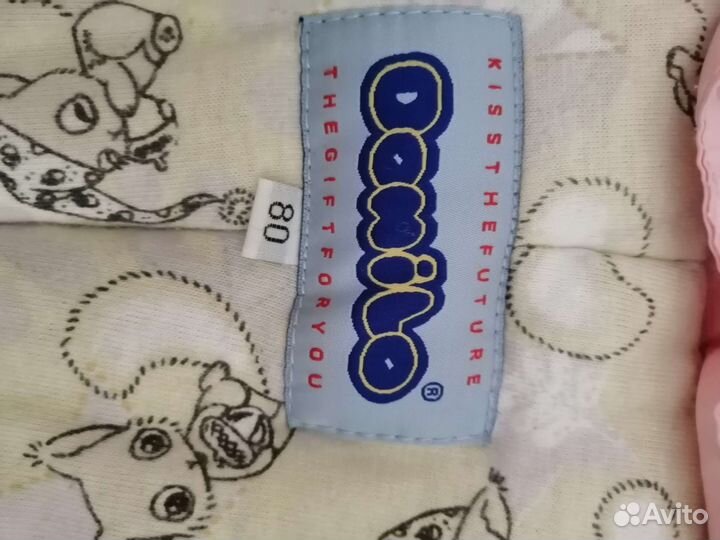 KISSTHEFUTURE
Damilo
®
THEGIFTFORYOU
80
Avito